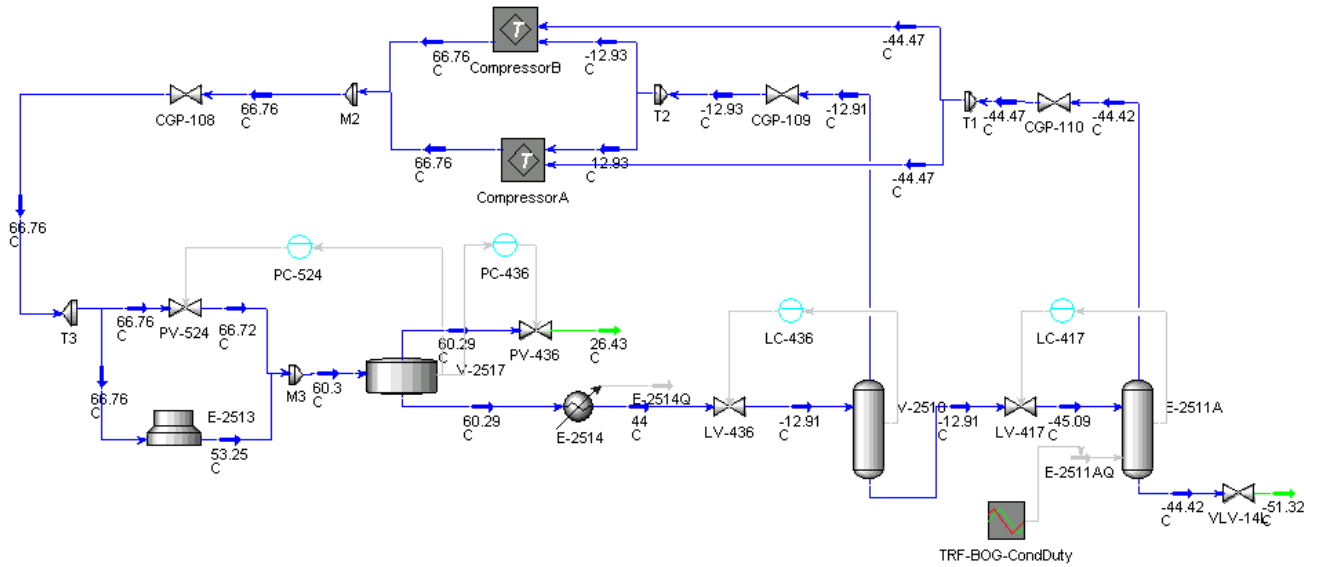 T
-44.47
C
66.76
C
-12.93
C
CompressorB
CGP-108
66.76
C
M2
T2
-12.93
C
CGP-109
-12.91
C
T1
-44.47
C
CGP-110
-44.42
C
T
66.76
C
12.93
C
-44.47
C
CompressorA
66.76
C
PC-524
PC-436
LC-436
LC-417
T3
66.76
C
PV-524
66.72
C
60.29
C
PV-436
26.43
C
M3
60.3
C
V-2517
66.76
C
E-2513
53.25
C
60.29
C
E-2514
E-2514Q
44
C
LV-436
-12.91
C
-12.91
C
LV-417
-45.09
C
E-2511A
E-2511AQ
-44.42
C
-51.32
C
TRF-BOG-CondDuty